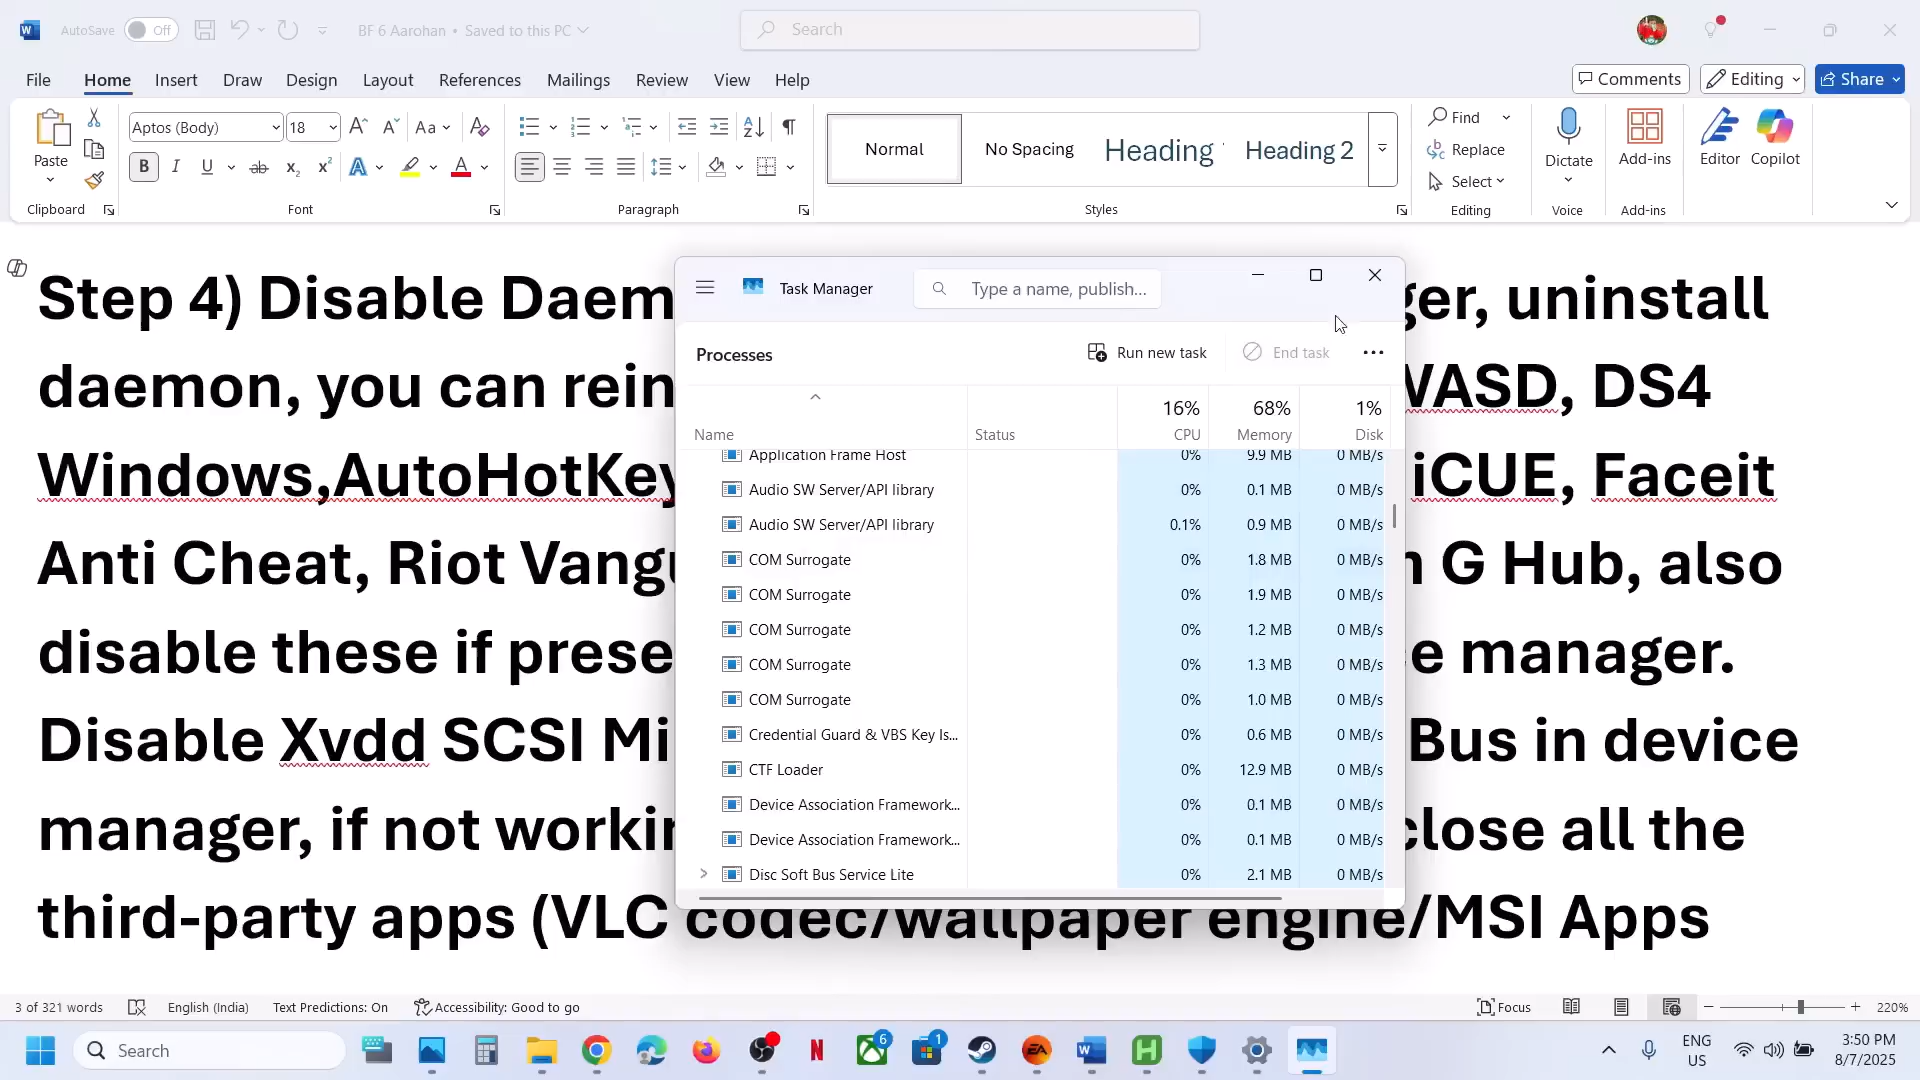 AutoSave Off BF 6 Aarohan • Saved to this PC Search
File Home Insert Draw Design Layout References Mailings Review View Help Comments Editing Share
Paste Aptos (Body) 18 Aa Normal No Spacing Heading Heading 2 Find Replace Select Dictate Add-ins Editor Copilot
Clipboard Font Paragraph Styles Editing Voice Add-ins
Step 4) Disable Daem ger, uninstall
daemon, you can rein WASD, DS4
Windows,AutoHotKey iCUE, Faceit
Anti Cheat, Riot Vangu n G Hub, also
disable these if prese e manager.
Disable Xvdd SCSI Mi Bus in device
manager, if not workin close all the
third-party apps (VLC codec/wallpaper engine/MSI Apps
Task Manager Type a name, publish...
Processes Run new task End task
16% 68% 1%
Name Status CPU Memory Disk
Application Frame Host 0% 9.9 MB 0 MB/s
Audio SW Server/API library 0% 0.1 MB 0 MB/s
Audio SW Server/API library 0.1% 0.9 MB 0 MB/s
COM Surrogate 0% 1.8 MB 0 MB/s
COM Surrogate 0% 1.9 MB 0 MB/s
COM Surrogate 0% 1.2 MB 0 MB/s
COM Surrogate 0% 1.3 MB 0 MB/s
COM Surrogate 0% 1.0 MB 0 MB/s
Credential Guard & VBS Key Is... 0% 0.6 MB 0 MB/s
CTF Loader 0% 12.9 MB 0 MB/s
Device Association Framework... 0% 0.1 MB 0 MB/s
Device Association Framework... 0% 0.1 MB 0 MB/s
Disc Soft Bus Service Lite 0% 2.1 MB 0 MB/s
3 of 321 words English (India) Text Predictions: On Accessibility: Good to go Focus 220%
Search 6 1 ENG US 3:50 PM
8/7/2025